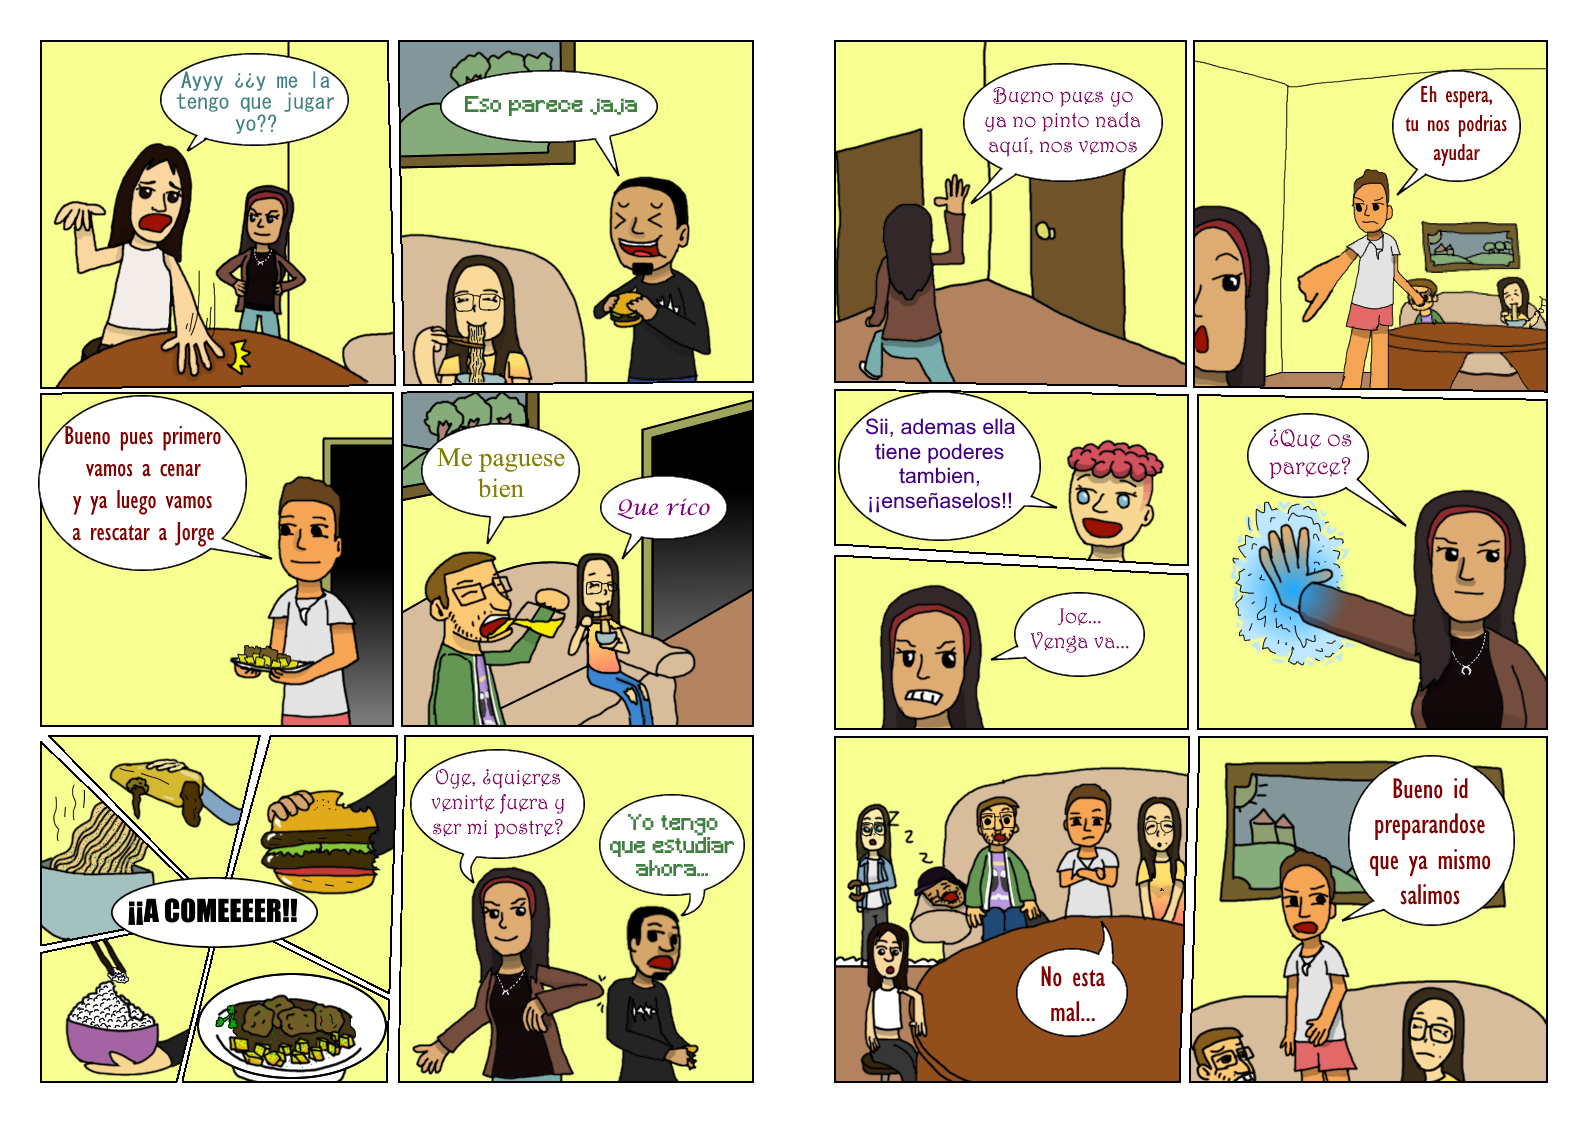 Ayyy ¿¿y me la
tengo que jugar
yo??
Eso parece jaja
Bueno pues primero
vamos a cenar
y ya luego vamos
a rescatar a Jorge
Me paguese
bien
Que ríco
¡¡A COMEEEER!!
Oye, ¿quieres
venirte fuera y
ser mi postre?
Yo tengo
que estudiar
ahora...
Bueno pues yo
ya no pinto nada
aquí, nos vemos
Eh espera,
tu nos podrias
ayudar
Sii, ademas ella
tiene poderes
tambien,
¡¡enseñaselos!!
¿Que os
parece?
Joe...
Venga va...
z
z
z
No esta
mal...
Bueno id
preparandose
que ya mismo
salimos